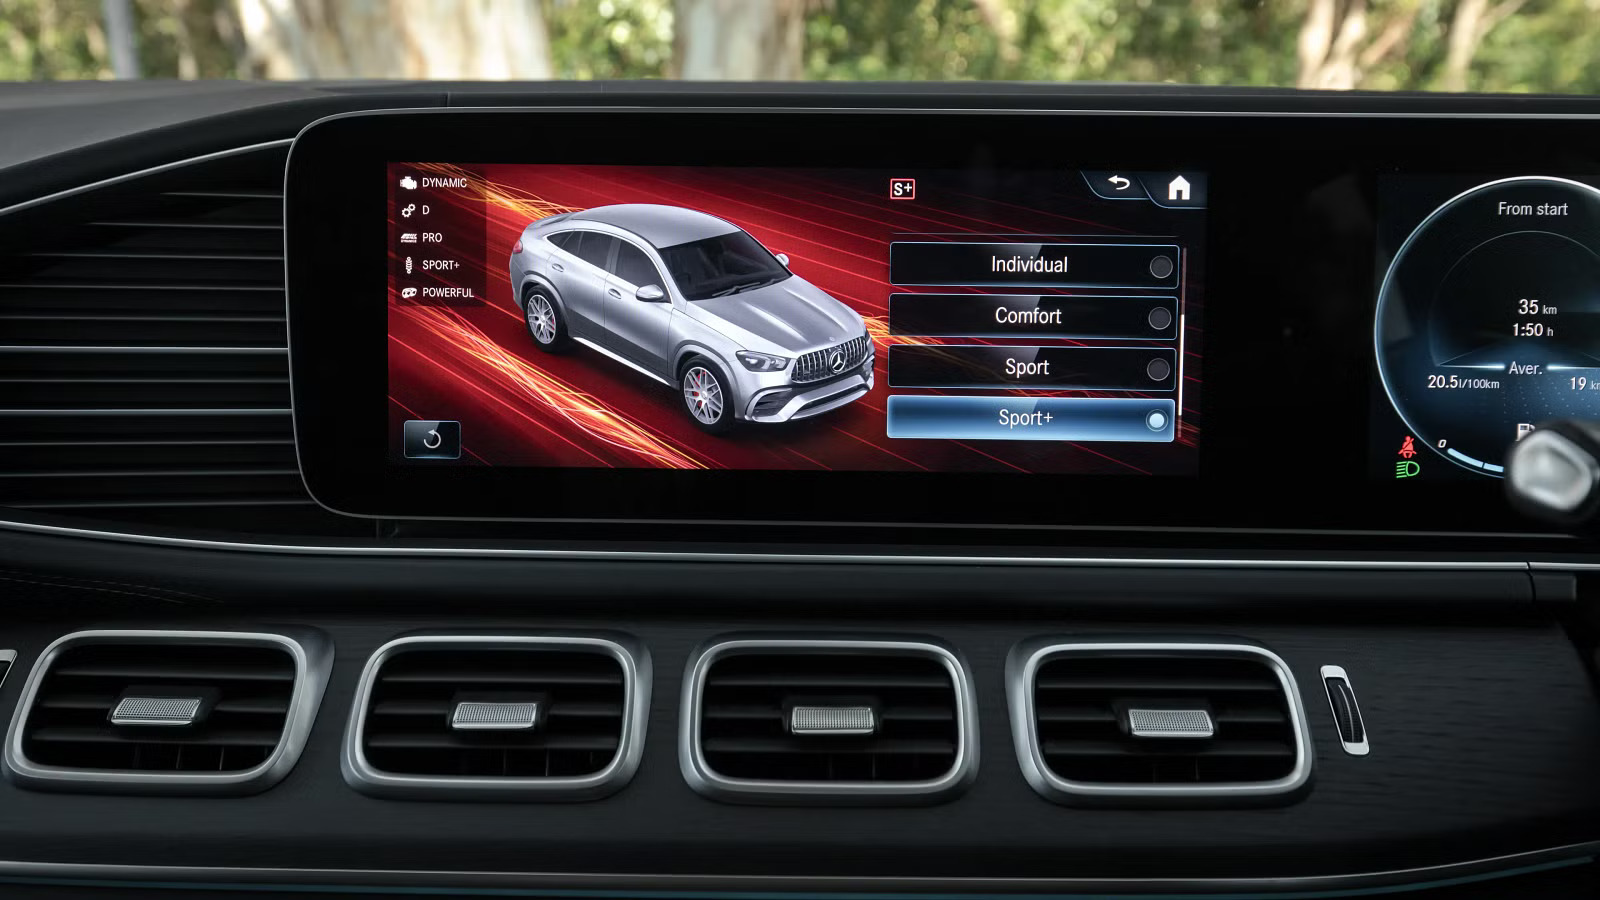 DYNAMIC
D
PRO
SPORT+
POWERFUL
S+
Individual
Comfort
Sport
Sport+
From start
35 km
1:50 h
Aver.
20.5l/100km
19
0